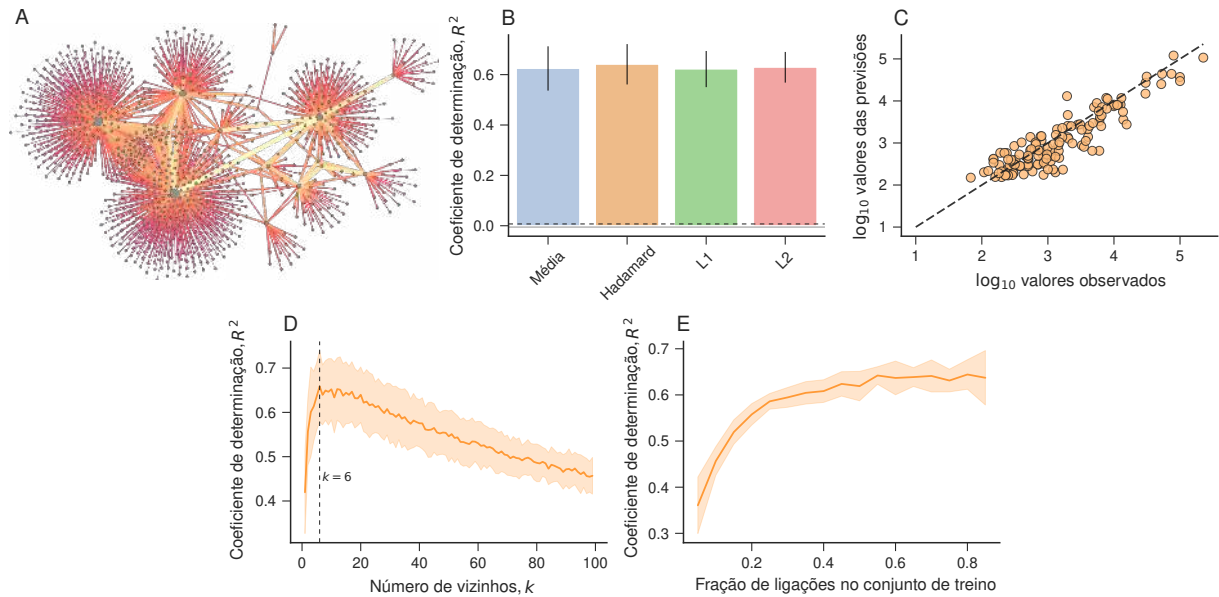 A
B
Coeficiente de determinação, R²
0.6
0.4
0.2
0.0
Média
Hadamard
L1
L2
C
log₁₀ valores das previsões
5
4
3
2
1
1 2 3 4 5
log₁₀ valores observados
D
Coeficiente de determinação, R²
0.7
0.6
0.5
0.4
k = 6
0 20 40 60 80 100
Número de vizinhos, k
E
Coeficiente de determinação, R²
0.7
0.6
0.5
0.4
0.3
0.2 0.4 0.6 0.8
Fração de ligações no conjunto de treino